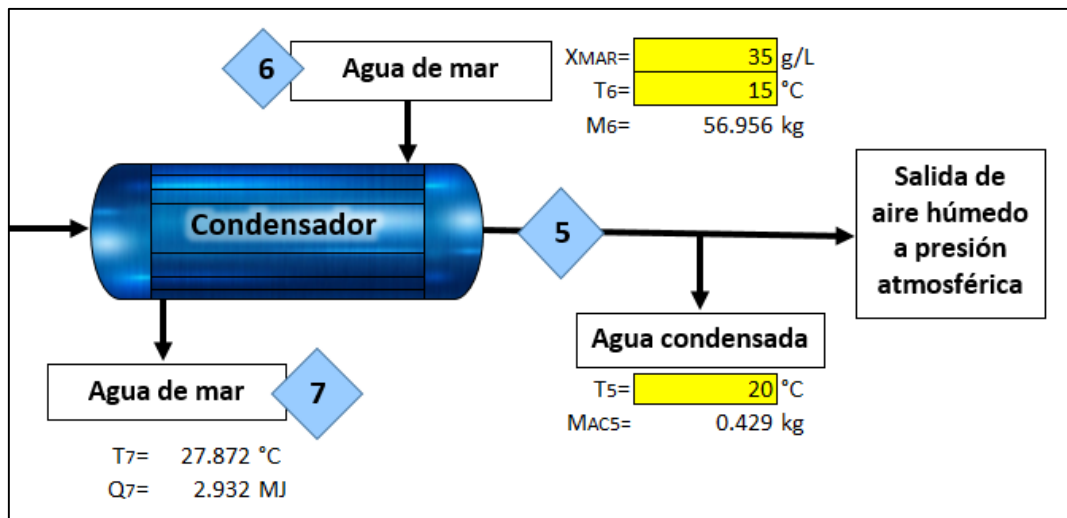 6
Agua de mar
XMAR= 35 g/L
T6= 15 °C
M6= 56.956 kg
Condensador
5
Salida de
aire húmedo
a presión
atmosférica
Agua condensada
T5= 20 °C
MAC5= 0.429 kg
Agua de mar
7
T7= 27.872 °C
Q7= 2.932 MJ